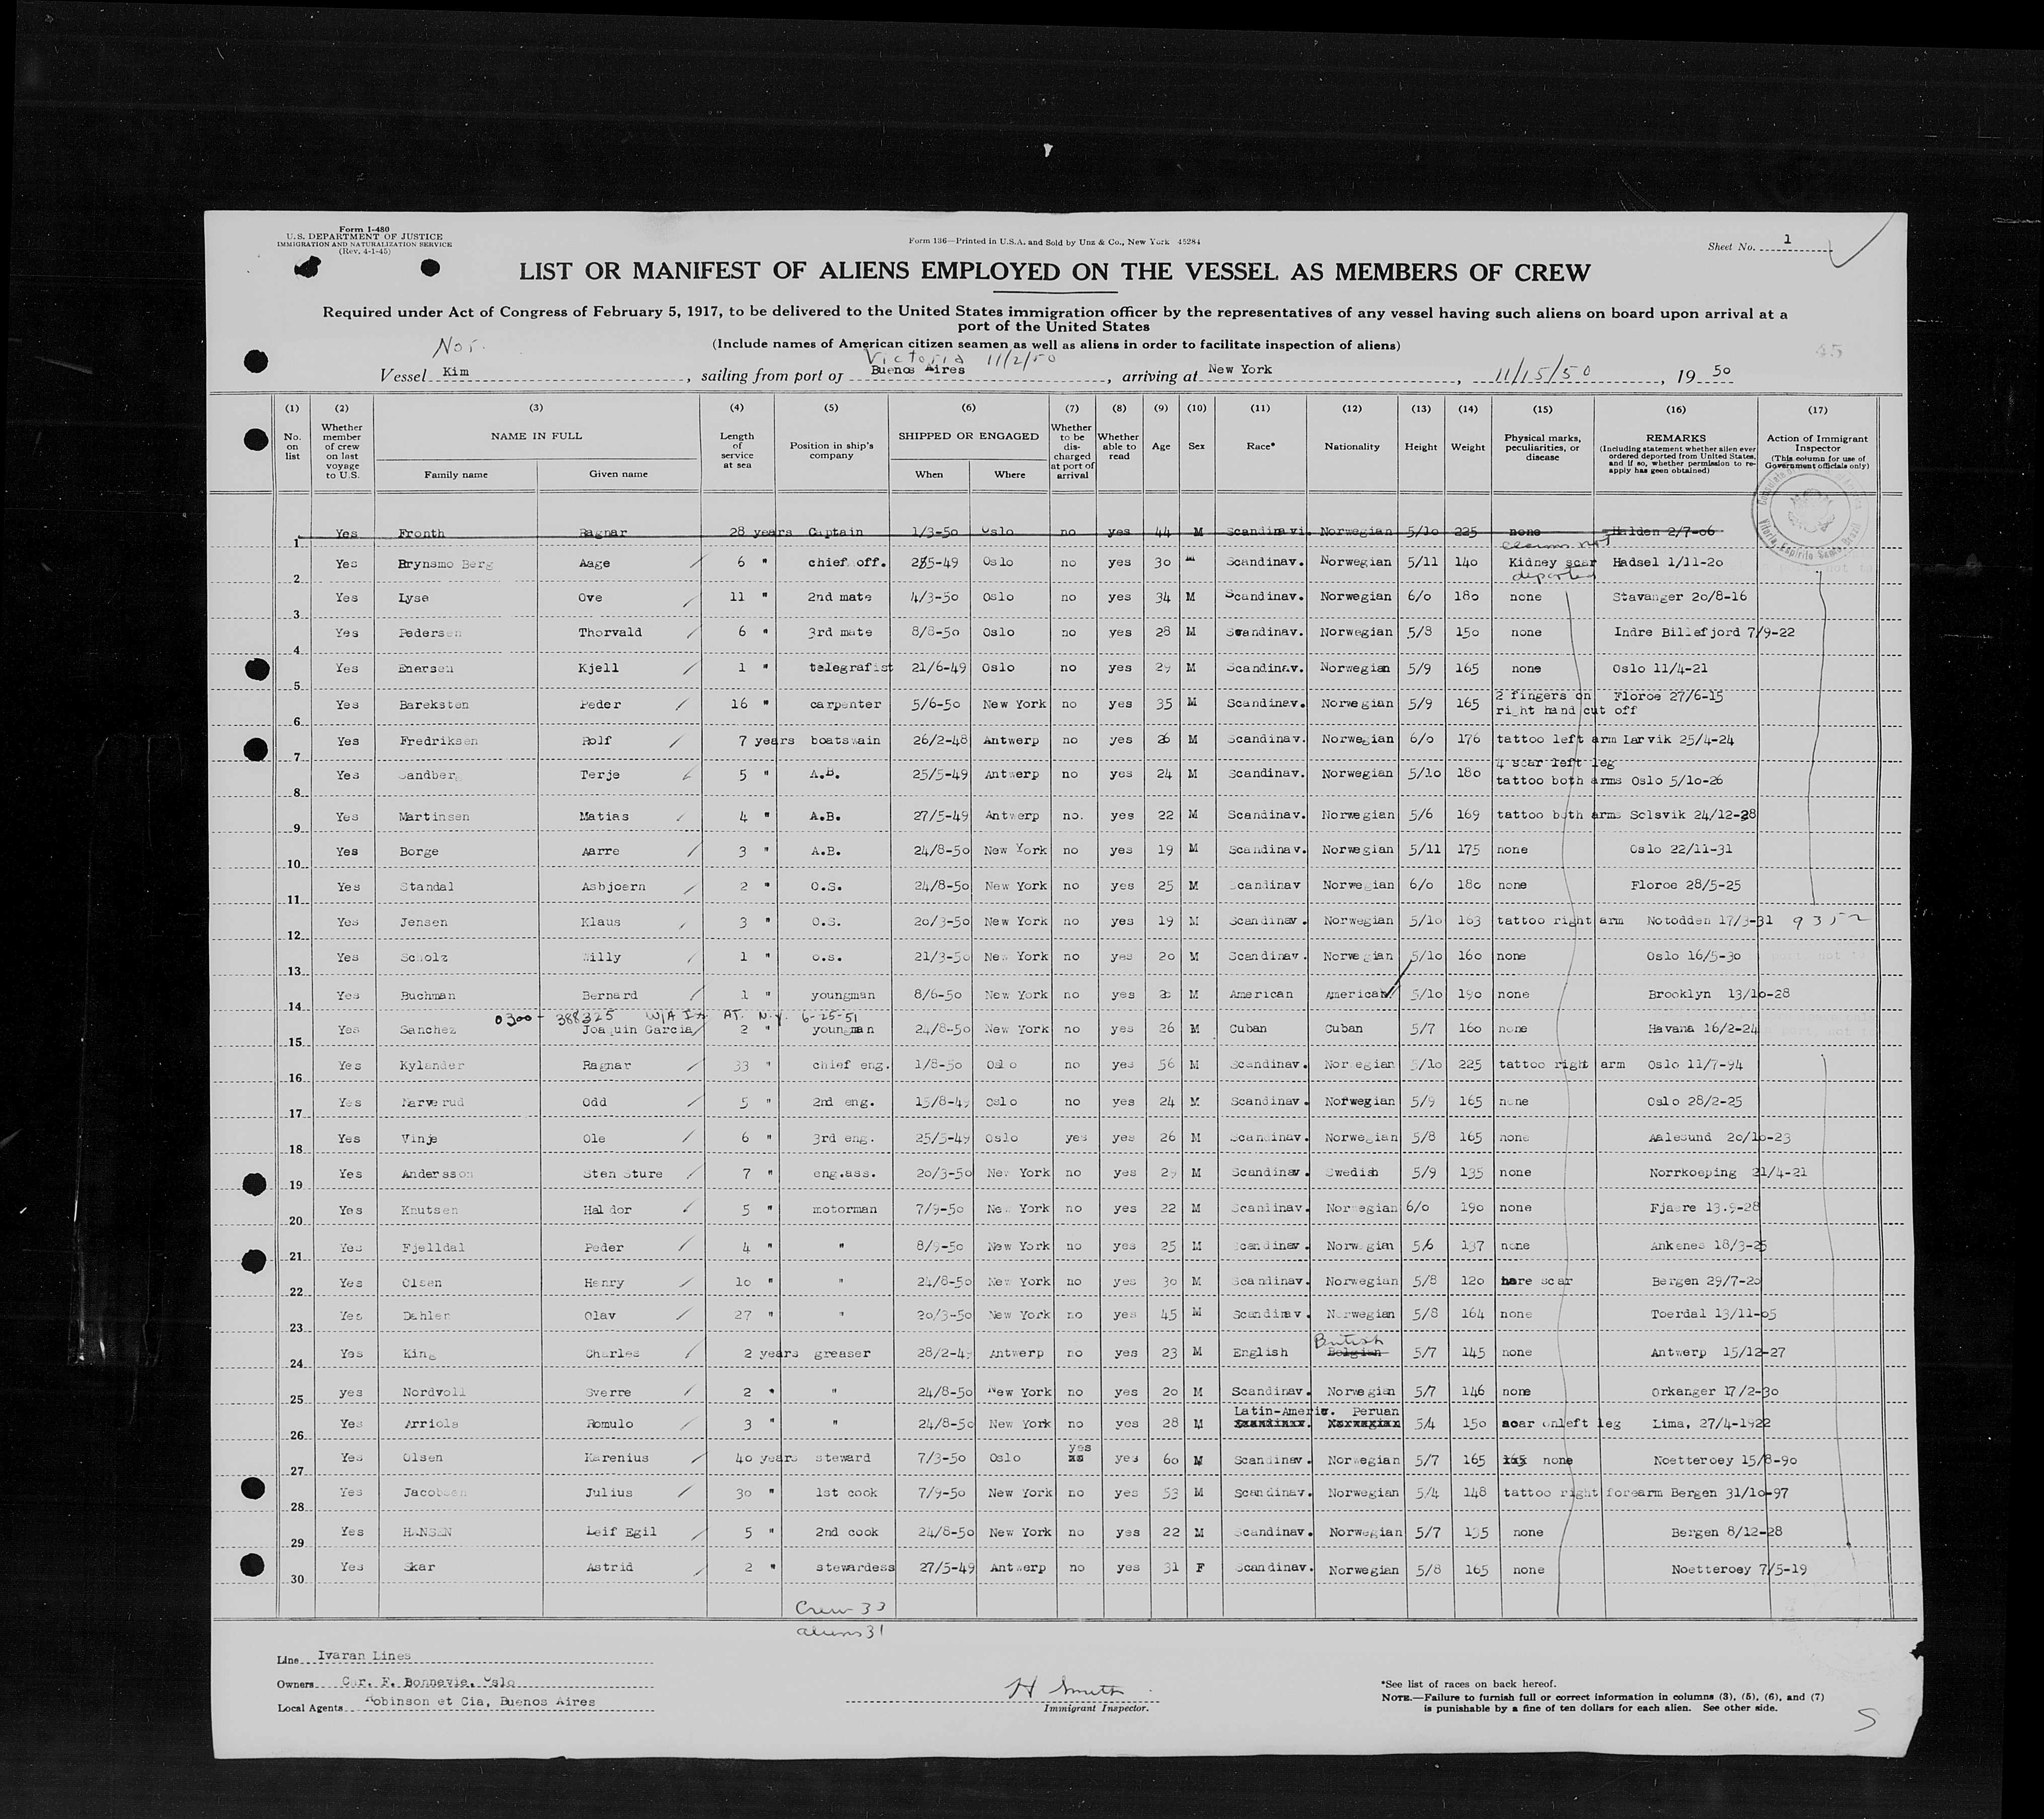 Form I-480
U.S. DEPARTMENT OF JUSTICE
IMMIGRATION AND NATURALIZATION SERVICE
(Rev. 4-1-45)
Form 136—Printed in U.S.A. and Sold by Unz & Co., New York 45284
Sheet No. 1
LIST OR MANIFEST OF ALIENS EMPLOYED ON THE VESSEL AS MEMBERS OF CREW
Required under Act of Congress of February 5, 1917, to be delivered to the United States immigration officer by the representatives of any vessel having such aliens on board upon arrival at a
port of the United States
(Include names of American citizen seamen as well as aliens in order to facilitate inspection of aliens)
Nor.
Victoria 11/2/50
45
Vessel Kim, sailing from port of Buenos Aires, arriving at New York, 11/15/50, 19 50
(1) (2) (3) (4) (5) (6) (7) (8) (9) (10) (11) (12) (13) (14) (15) (16) (17)
No. on list
Whether member of crew on last voyage to U.S.
NAME IN FULL
Family name Given name
Length of service at sea
Position in ship's company
SHIPPED OR ENGAGED
When Where
Whether to be discharged at port of arrival
Whether able to read
Age
Sex
Race*
Nationality
Height
Weight
Physical marks, peculiarities, or disease
REMARKS
(Including statement whether alien ever ordered deported from United States, and if so, whether permission to re-apply has geen obtained)
Action of Immigrant Inspector
(This column for use of Government officials only)
1 Yes Fronth Ragnar 28 years Captain 1/3-50 Oslo no yes 44 M Scandinavi. Norwegian 5/10 225 none Halden 2/7-06
claims not
2 Yes Brynsmo Berg Aage 6 " chief off. 285-49 Oslo no yes 30 M Scandinav. Norwegian 5/11 140 Kidney scar Hadsel 1/11-20
deported
3 Yes Lyse Ove 11 " 2nd mate 4/3-50 Oslo no yes 34 M Scandinav. Norwegian 6/0 180 none Stavanger 20/8-16
4 Yes Pedersen Thorvald 6 " 3rd mate 8/8-50 Oslo no yes 28 M Scandinav. Norwegian 5/8 150 none Indre Billefjord 7/9-22
5 Yes Enersen Kjell 1 " telegrafist 21/6-49 Oslo no yes 29 M Scandinav. Norwegian 5/9 165 none Oslo 11/4-21
6 Yes Bareksten Peder 16 " carpenter 5/6-50 New York no yes 35 M Scandinav. Norwegian 5/9 165 2 fingers on right hand cut off Floroe 27/6-15
7 Yes Fredriksen Rolf 7 years boatswain 26/2-48 Antwerp no yes 26 M Scandinav. Norwegian 6/0 176 tattoo left arm Larvik 25/4-24
8 Yes Sandberg Terje 5 " A.B. 25/5-49 Antwerp no yes 24 M Scandinav. Norwegian 5/10 180 4 scar left leg tattoo both arms Oslo 5/10-26
9 Yes Martinsen Matias 4 " A.B. 27/5-49 Antwerp no. yes 22 M Scandinav. Norwegian 5/6 169 tattoo both arms Solsvik 24/12-28
10 Yes Borge Aarre 3 " A.B. 24/8-50 New York no yes 19 M Scandinav. Norwegian 5/11 175 none Oslo 22/11-31
11 Yes Standal Asbjoern 2 " O.S. 24/8-50 New York no yes 25 M Scandinav Norwegian 6/0 180 none Floroe 28/5-25
12 Yes Jensen Klaus 3 " O.S. 20/3-50 New York no yes 19 M Scandinav. Norwegian 5/10 163 tattoo right arm Notodden 17/3-31 9352
13 Yes Scholz Willy 1 " o.s. 21/3-50 New York no yes 20 M Scandinav. Norwegian 5/10 160 none Oslo 16/5-30
14 Yes Buchman Bernard 1 " youngman 8/6-50 New York no yes M American American 5/10 190 none Brooklyn 13/10-28
0300-388325 W/A Iss AT. N.Y. 6-25-51
15 Yes Sanchez Joaquin Garcia 2 " youngman 24/8-50 New York no yes 26 M Cuban Cuban 5/7 160 none Havana 16/2-24
16 Yes Kylander Ragnar 33 " chief eng. 1/8-50 Oslo no yes 56 M Scandinav. Norwegian 5/10 225 tattoo right arm Oslo 11/7-94
17 Yes Narverud Odd 5 " 2nd eng. 15/8-49 Oslo no yes 24 M Scandinav. Norwegian 5/9 165 none Oslo 28/2-25
18 Yes Vinje Ole 6 " 3rd eng. 25/5-49 Oslo yes yes 26 M Scandinav. Norwegian 5/8 165 none Aalesund 20/10-23
19 Yes Andersson Sten Sture 7 " eng.ass. 20/3-50 New York no yes 29 M Scandinav. Swedish 5/9 135 none Norrkoeping 21/4-21
20 Yes Knutsen Haldor 5 " motorman 7/9-50 New York no yes 22 M Scandinav. Norwegian 6/0 190 none Fjaere 13.9-28
21 Yes Fjelldal Peder 4 " " 8/9-50 New York no yes 25 M Scandinav. Norwegian 5/6 137 none Ankenes 18/3-25
22 Yes Olsen Henry 10 " " 24/8-50 New York no yes 30 M Scandinav. Norwegian 5/8 120 hare scar Bergen 29/7-20
23 Yes Dahlen Olav 27 " " 20/3-50 New York no yes 45 M Scandinav. Norwegian 5/8 164 none Toerdal 13/11-05
British
24 Yes King Charles 2 years greaser 28/2-49 Antwerp no yes 23 M English Belgian 5/7 145 none Antwerp 15/12-27
25 yes Nordvoll Sverre 2 " " 24/8-50 New York no yes 20 M Scandinav. Norwegian 5/7 146 none Orkanger 17/2-30
Latin-Americ. Peruan
26 Yes Arriola Romulo 3 " " 24/8-50 New York no yes 28 M Scandinav. Norwegian 5/4 150 scar onleft leg Lima, 27/4-1922
yes
27 Yes Olsen Karenius 40 years steward 7/3-50 Oslo no yes 60 M Scandinav. Norwegian 5/7 165 165 none Noetteroey 15/8-90
28 Yes Jacobsen Julius 30 " 1st cook 7/9-50 New York no yes 53 M Scandinav. Norwegian 5/4 148 tattoo right forearm Bergen 31/10-97
29 Yes HANSEN Leif Egil 5 " 2nd cook 24/8-50 New York no yes 22 M Scandinav. Norwegian 5/7 135 none Bergen 8/12-28
30 Yes Skar Astrid 2 " stewardess 27/5-49 Antwerp no yes 31 F Scandinav. Norwegian 5/8 165 none Noetteroey 7/5-19
Crew 33
aliens 31
Line Ivaran Lines
Owners Chr. F. Bonnevie, Oslo
Local Agents Robinson et Cia, Buenos Aires
H Smith
Immigrant Inspector.
*See list of races on back hereof.
NOTE.—Failure to furnish full or correct information in columns (3), (5), (6), and (7)
is punishable by a fine of ten dollars for each alien. See other side.
S